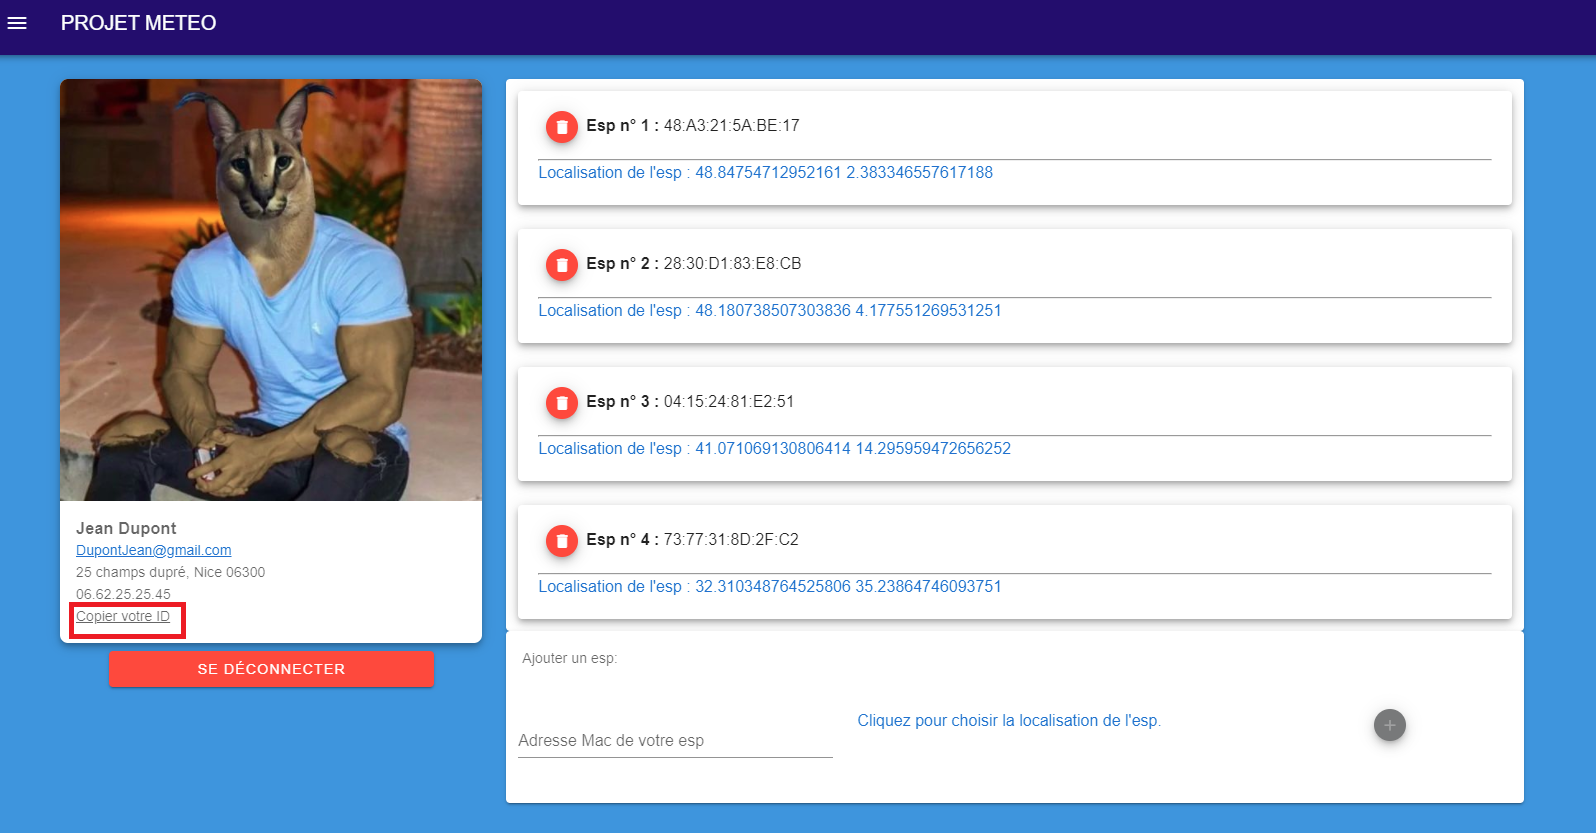 PROJET METEO
Jean Dupont
DupontJean@gmail.com
25 champs dupré, Nice 06300
06.62.25.25.45
Copier votre ID
SE DÉCONNECTER
Esp n° 1 : 48:A3:21:5A:BE:17
Localisation de l'esp : 48.84754712952161 2.383346557617188
Esp n° 2 : 28:30:D1:83:E8:CB
Localisation de l'esp : 48.180738507303836 4.177551269531251
Esp n° 3 : 04:15:24:81:E2:51
Localisation de l'esp : 41.071069130806414 14.295959472656252
Esp n° 4 : 73:77:31:8D:2F:C2
Localisation de l'esp : 32.310348764525806 35.23864746093751
Ajouter un esp:
Adresse Mac de votre esp
Cliquez pour choisir la localisation de l'esp.